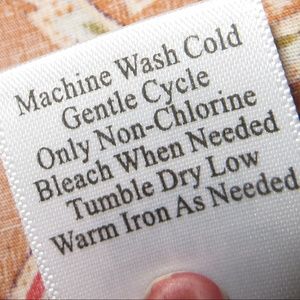 Machine Wash Cold
Gentle Cycle
Only Non-Chlorine
Bleach When Needed
Tumble Dry Low
Warm Iron As Needed